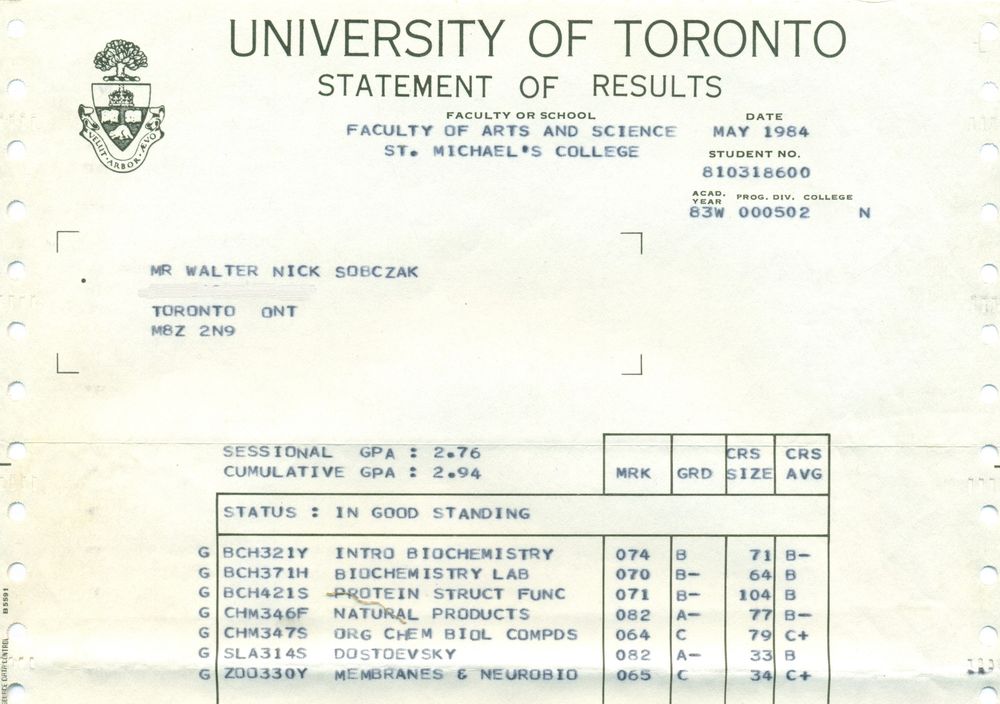 UNIVERSITY OF TORONTO
STATEMENT OF RESULTS
FACULTY OR SCHOOL
FACULTY OF ARTS AND SCIENCE
ST. MICHAEL'S COLLEGE
DATE
MAY 1984
STUDENT NO.
810318600
ACAD. YEAR PROG. DIV. COLLEGE
83W 000502 N
VELUT·ARBOR·ÆVO
MR WALTER NICK SOBCZAK
TORONTO ONT
M8Z 2N9
SESSIONAL GPA : 2.76
CUMULATIVE GPA : 2.94
MRK GRD CRS SIZE CRS AVG
STATUS : IN GOOD STANDING
G BCH321Y INTRO BIOCHEMISTRY 074 B 71 B-
G BCH371H BIOCHEMISTRY LAB 070 B- 64 B
G BCH421S PROTEIN STRUCT FUNC 071 B- 104 B
G CHM346F NATURAL PRODUCTS 082 A- 77 B-
G CHM347S ORG CHEM BIOL COMPDS 064 C 79 C+
G SLA314S DOSTOEVSKY 082 A- 33 B
G ZOO330Y MEMBRANES & NEUROBIO 065 C 34 C+